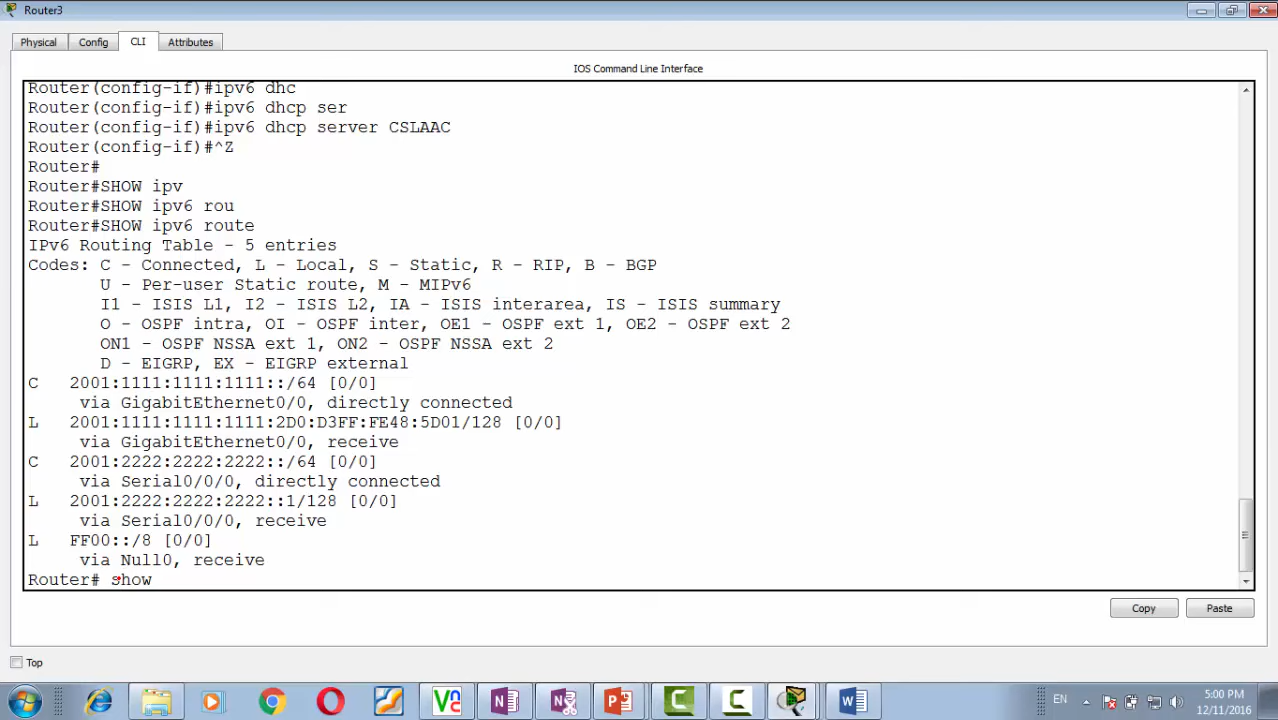 Router3
Physical Config CLI Attributes
IOS Command Line Interface
Router(config-if)#ipv6 dhc
Router(config-if)#ipv6 dhcp ser
Router(config-if)#ipv6 dhcp server CSLAAC
Router(config-if)#^Z
Router#
Router#SHOW ipv
Router#SHOW ipv6 rou
Router#SHOW ipv6 route
IPv6 Routing Table - 5 entries
Codes: C - Connected, L - Local, S - Static, R - RIP, B - BGP
U - Per-user Static route, M - MIPv6
I1 - ISIS L1, I2 - ISIS L2, IA - ISIS interarea, IS - ISIS summary
O - OSPF intra, OI - OSPF inter, OE1 - OSPF ext 1, OE2 - OSPF ext 2
ON1 - OSPF NSSA ext 1, ON2 - OSPF NSSA ext 2
D - EIGRP, EX - EIGRP external
C 2001:1111:1111:1111::/64 [0/0]
via GigabitEthernet0/0, directly connected
L 2001:1111:1111:1111:2D0:D3FF:FE48:5D01/128 [0/0]
via GigabitEthernet0/0, receive
C 2001:2222:2222:2222::/64 [0/0]
via Serial0/0/0, directly connected
L 2001:2222:2222:2222::1/128 [0/0]
via Serial0/0/0, receive
L FF00::/8 [0/0]
via Null0, receive
Router# show
Copy Paste
Top
EN
5:00 PM
12/11/2016